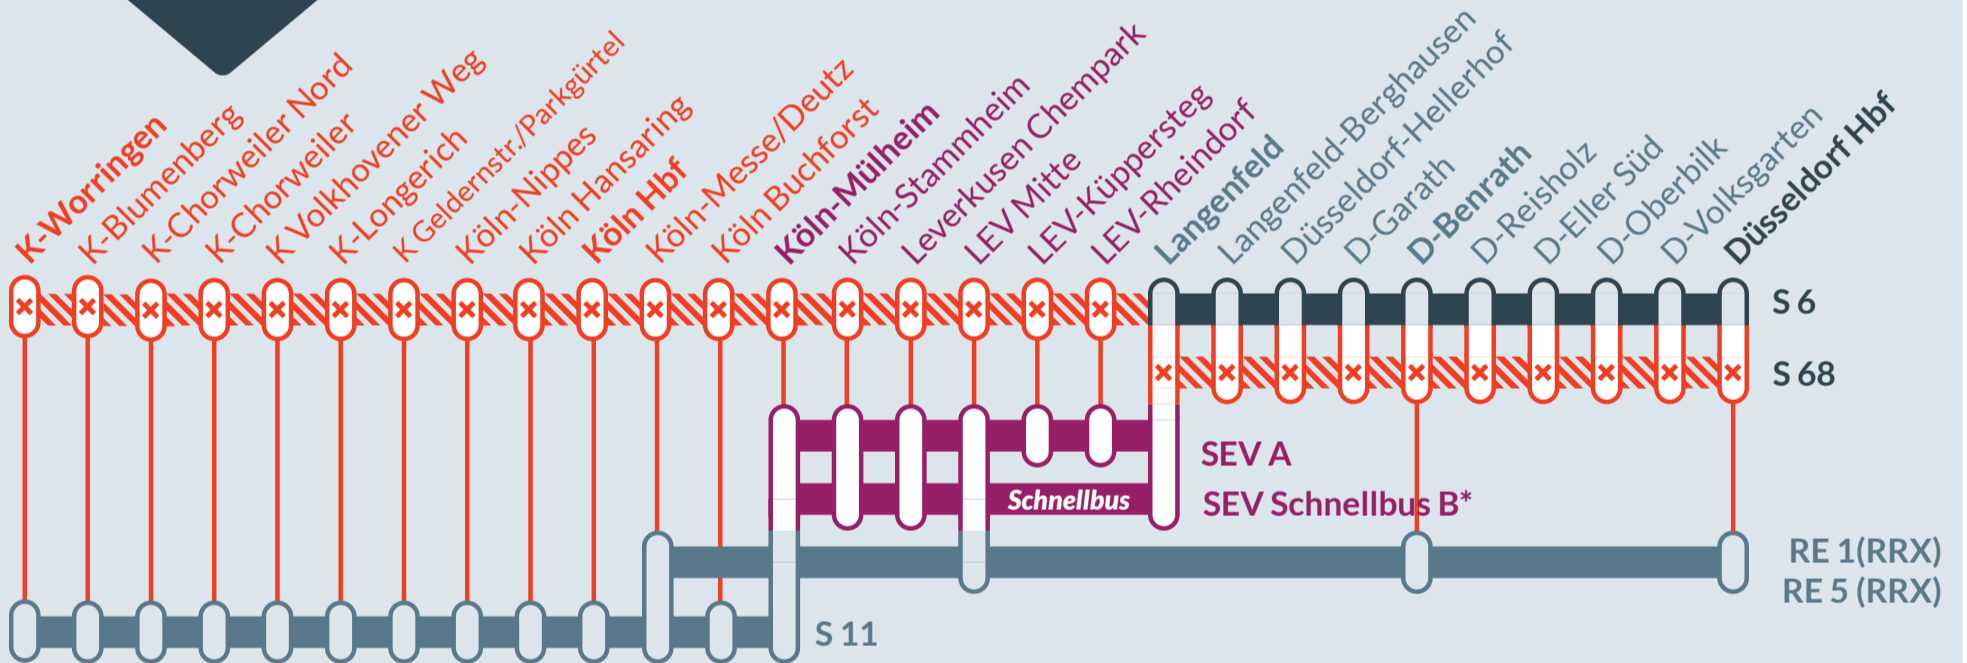 K-Worringen
K-Blumenberg
K-Chorweiler Nord
K-Chorweiler
K Volkhovener Weg
K-Longerich
K Geldernstr./Parkgürtel
Köln-Nippes
Köln Hansaring
Köln Hbf
Köln-Messe/Deutz
Köln Buchforst
Köln-Mülheim
Köln-Stammheim
Leverkusen Chempark
LEV Mitte
LEV-Küppersteg
LEV-Rheindorf
Langenfeld
Langenfeld-Berghausen
Düsseldorf-Hellerhof
D-Garath
D-Benrath
D-Reisholz
D-Eller Süd
D-Oberbilk
D-Volksgarten
Düsseldorf Hbf
S 6
S 68
SEV A
Schnellbus
SEV Schnellbus B*
RE 1(RRX)
RE 5 (RRX)
S 11